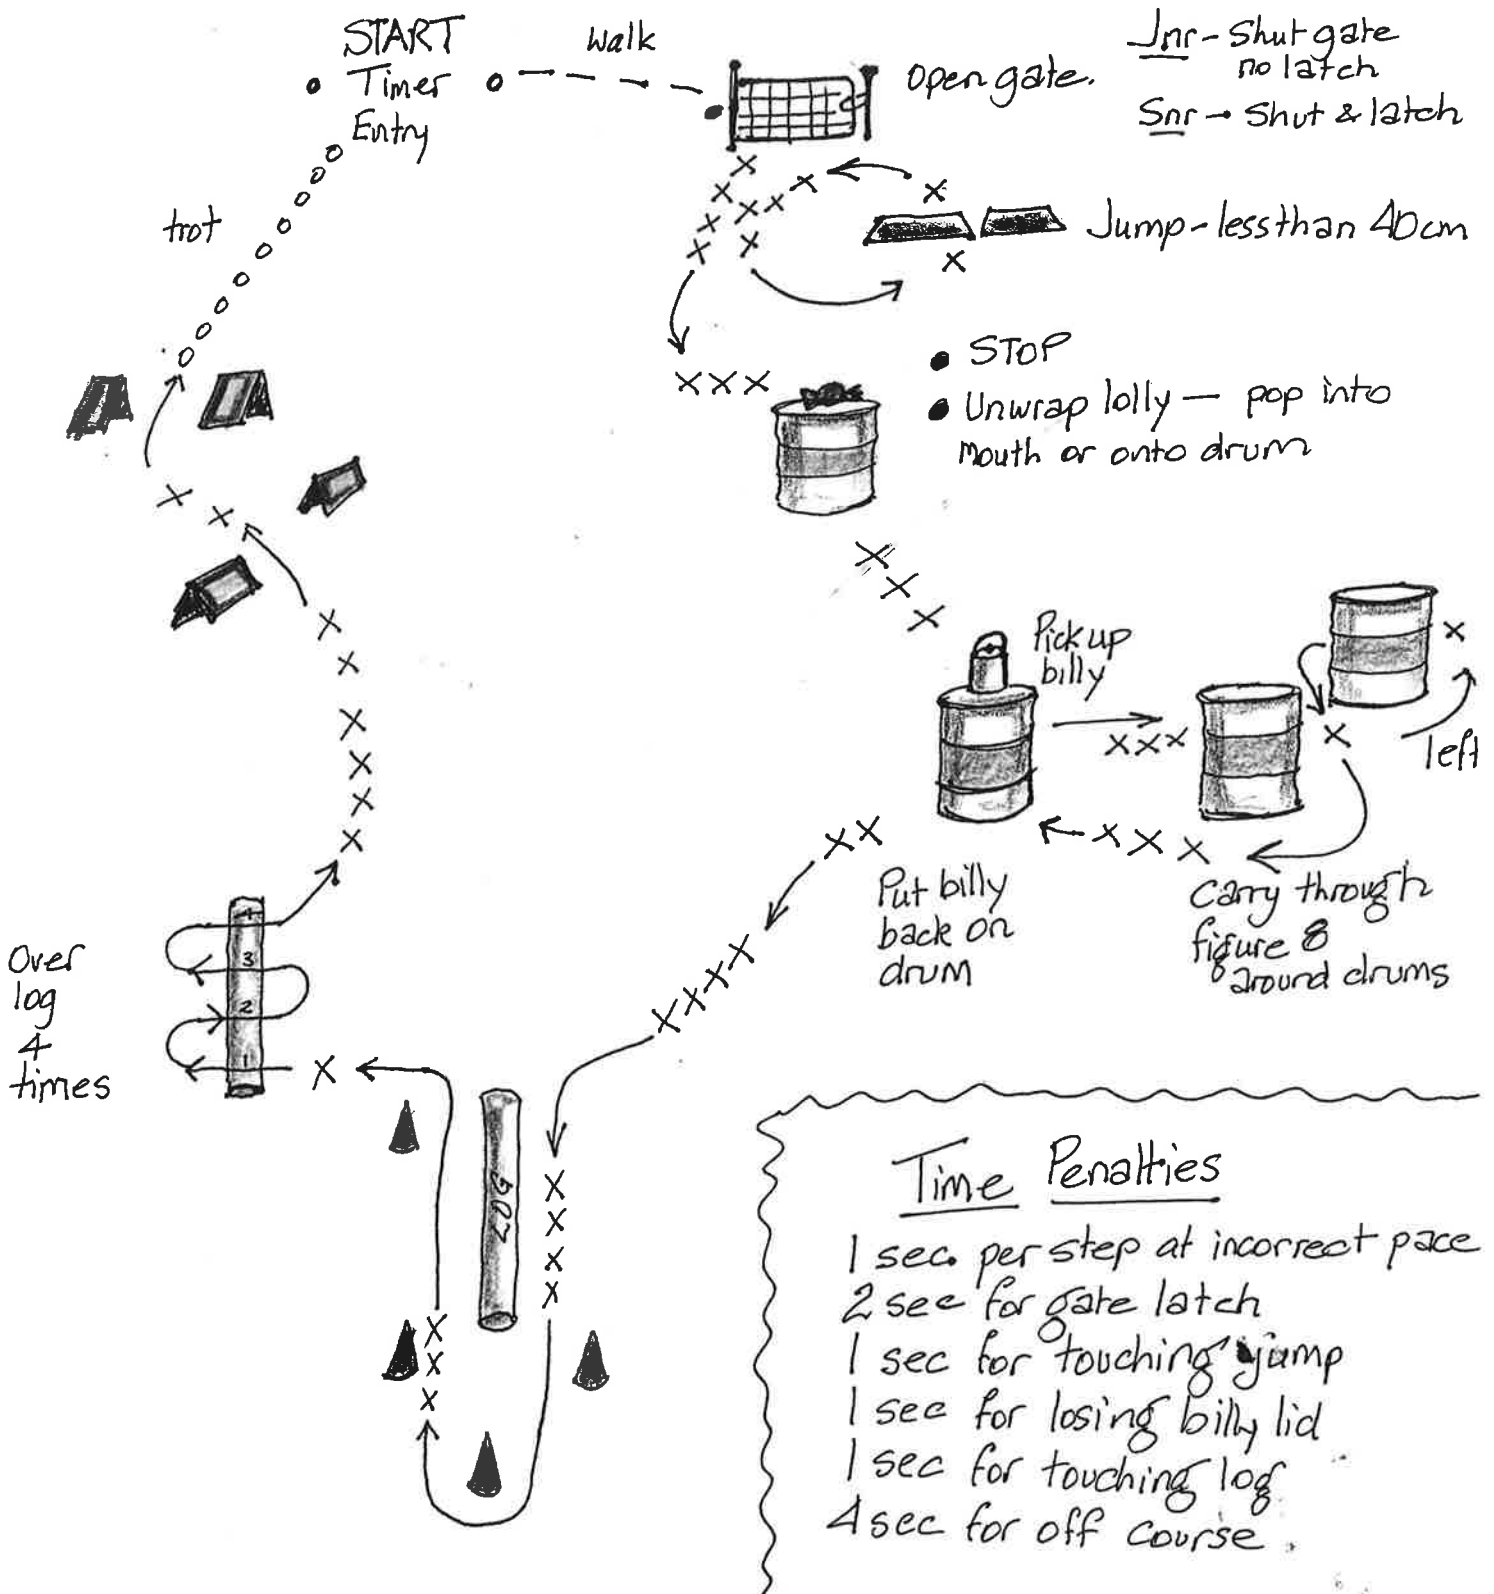 START
Timer
Entry
walk
open gate.
Jnr - Shut gate
no latch
Snr → Shut & latch
trot
Jump - less than 40cm
STOP
Unwrap lolly — pop into
mouth or onto drum
Pick up
billy
left
Put billy
back on
drum
Carry through
figure 8
around drums
Over
log
4
times
4
3
2
1
LOG
Time Penalties
1 sec. per step at incorrect pace
2 sec for gate latch
1 sec for touching jump
1 sec for losing billy lid
1 sec for touching log
4 sec for off course.